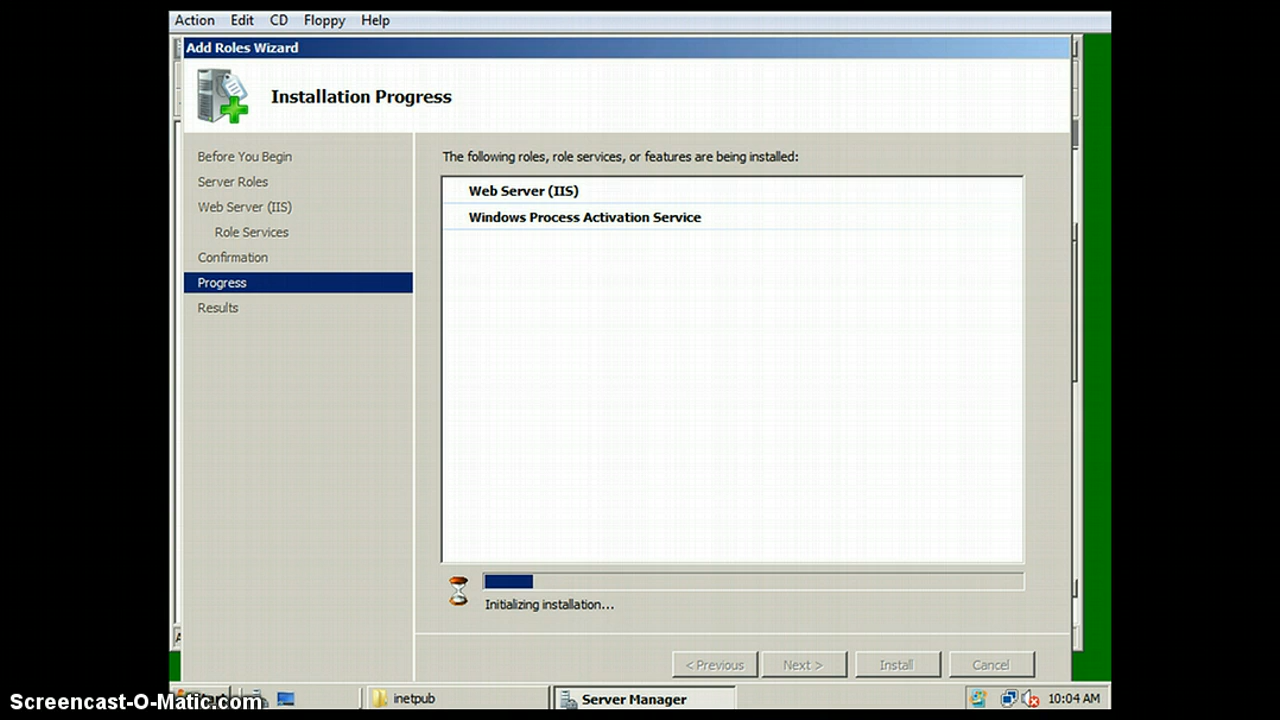 Action Edit CD Floppy Help
Add Roles Wizard
Installation Progress
Before You Begin
Server Roles
Web Server (IIS)
Role Services
Confirmation
Progress
Results
The following roles, role services, or features are being installed:
Web Server (IIS)
Windows Process Activation Service
Initializing installation...
< Previous Next > Install Cancel
inetpub Server Manager 10:04 AM
Screencast-O-Matic.com